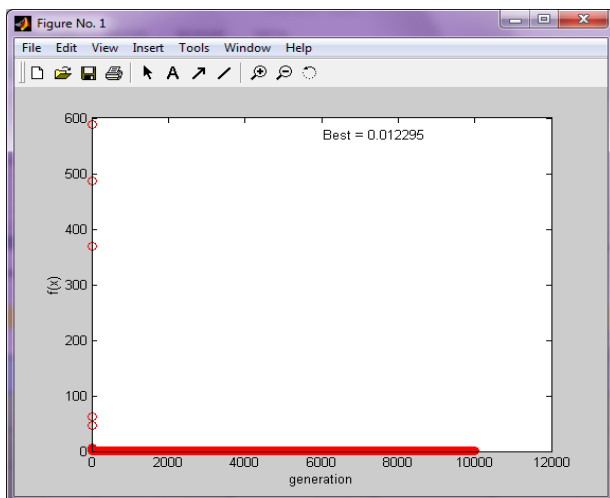 Figure No. 1
File Edit View Insert Tools Window Help
A
600
Best = 0.012295
500
400
f(x)
300
200
100
0
0 2000 4000 6000 8000 10000 12000
generation